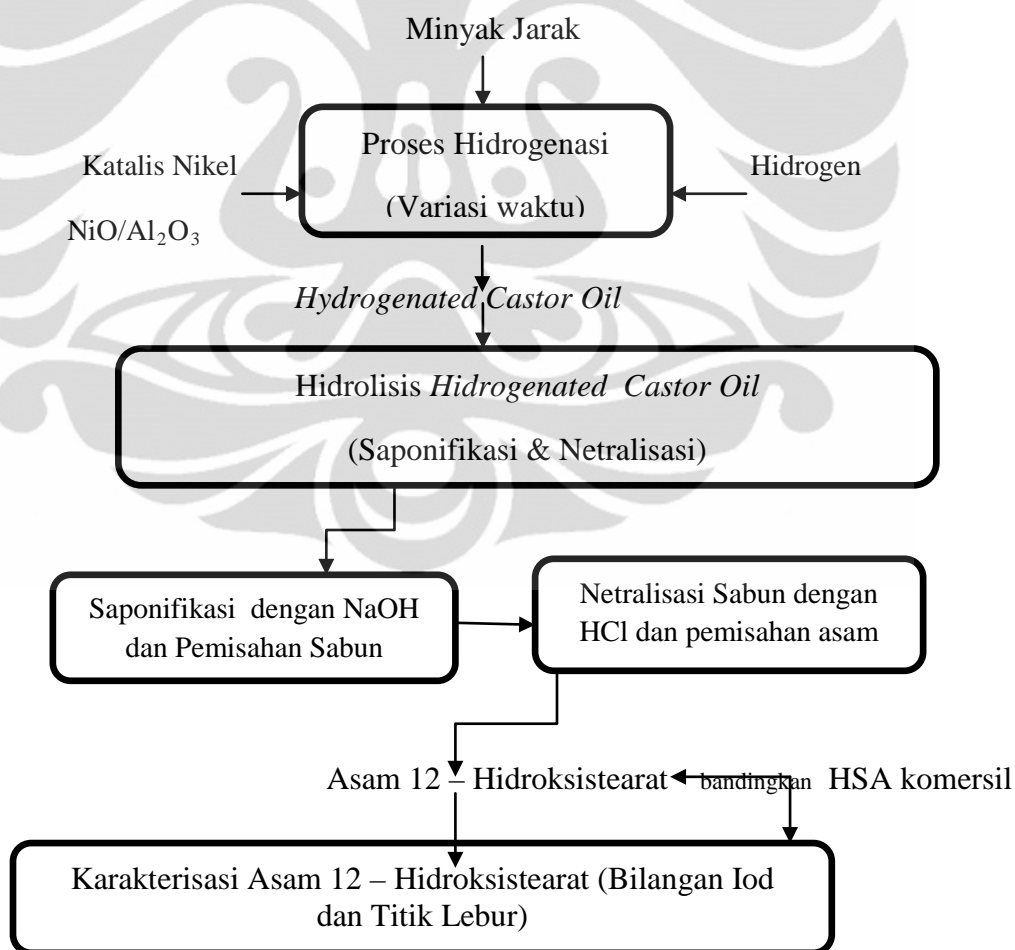 Minyak Jarak
Proses Hidrogenasi
(Variasi waktu)
Katalis Nikel
NiO/Al₂O₃
Hidrogen
Hydrogenated Castor Oil
Hidrolisis Hidrogenated Castor Oil
(Saponifikasi & Netralisasi)
Saponifikasi dengan NaOH
dan Pemisahan Sabun
Netralisasi Sabun dengan
HCl dan pemisahan asam
Asam 12 – Hidroksistearat bandingkan HSA komersil
Karakterisasi Asam 12 – Hidroksistearat (Bilangan Iod
dan Titik Lebur)